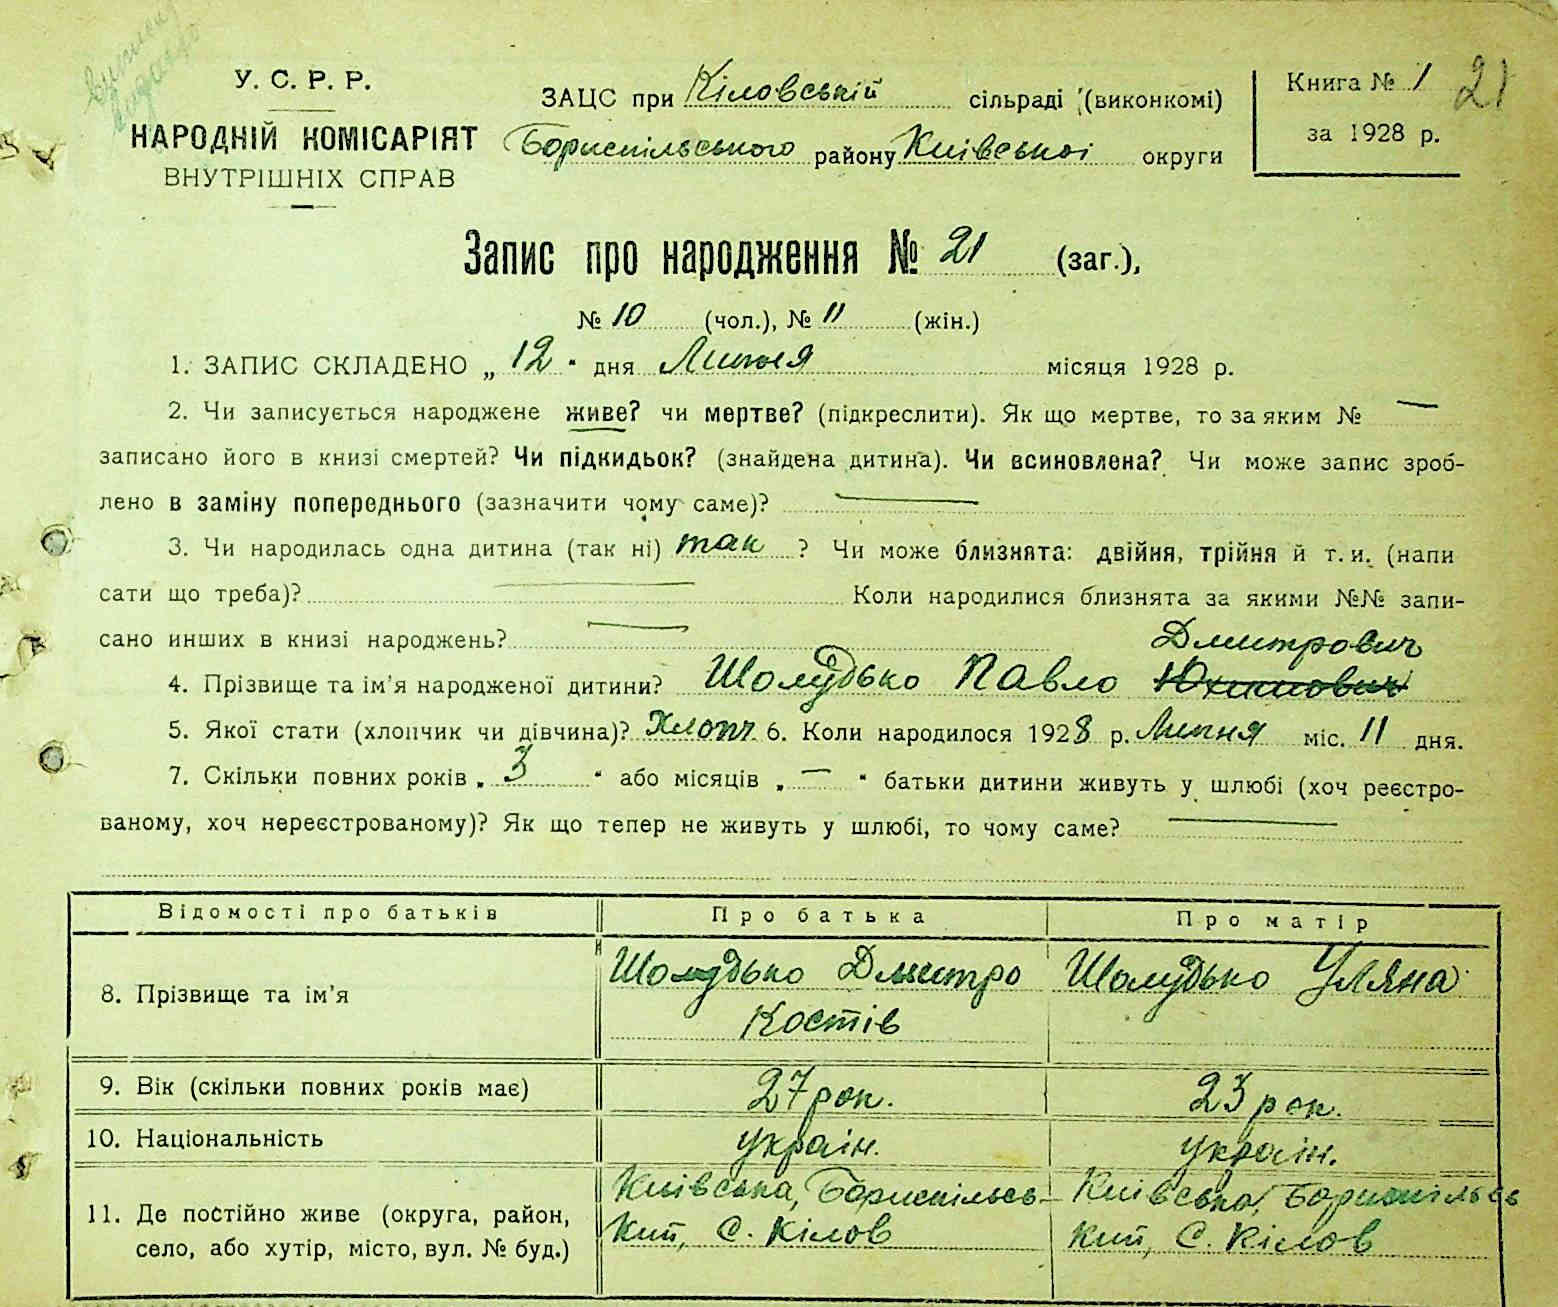 У. С. Р. Р.
НАРОДНІЙ КОМІСАРІЯТ
ВНУТРІШНІХ СПРАВ
ЗАЦС при Кіловській сільраді (виконкомі)
Бориспільського району Київської округи
Книга № 1 21
за 1928 р.
Запис про народження № 21 (заг.),
№ 10 (чол.), № 11 (жін.)
1. ЗАПИС СКЛАДЕНО „ 12 “ дня Липня місяця 1928 р.
2. Чи записується народжене живе? чи мертве? (підкреслити). Як що мертве, то за яким № —
записано його в книзі смертей? Чи підкидьок? (знайдена дитина). Чи всиновлена? Чи може запис зроб-
лено в заміну попереднього (зазначити чому саме)? —
3. Чи народилась одна дитина (так ні) так ? Чи може близнята: двійня, трійня й т. и. (напи
сати що треба)? — Коли народилися близнята за якими №№ запи-
сано инших в книзі народжень? —
Дмитрович
4. Прізвище та ім'я народженої дитини? Шолудько Павло Юхимович
5. Якої стати (хлопчик чи дівчина)? Хлопч 6. Коли народилося 1928 р. Липня міс. 11 дня.
7. Скільки повних років „ 3 “ або місяців „ — “ батьки дитини живуть у шлюбі (хоч реєстро-
ваному, хоч нереєстрованому)? Як що тепер не живуть у шлюбі, то чому саме? —
Відомості про батьків Про батька Про матір
8. Прізвище та ім'я Шолудько Дмитро Костів Шолудько Уляна
9. Вік (скільки повних років має) 27 рок. 23 рок.
10. Національність україн. україн.
11. Де постійно живе (округа, район, Київська, Бориспільсь- Київська, Бориспільсь
село, або хутір, місто, вул. № буд.) кий, С. Кілов кий, С. Кілов